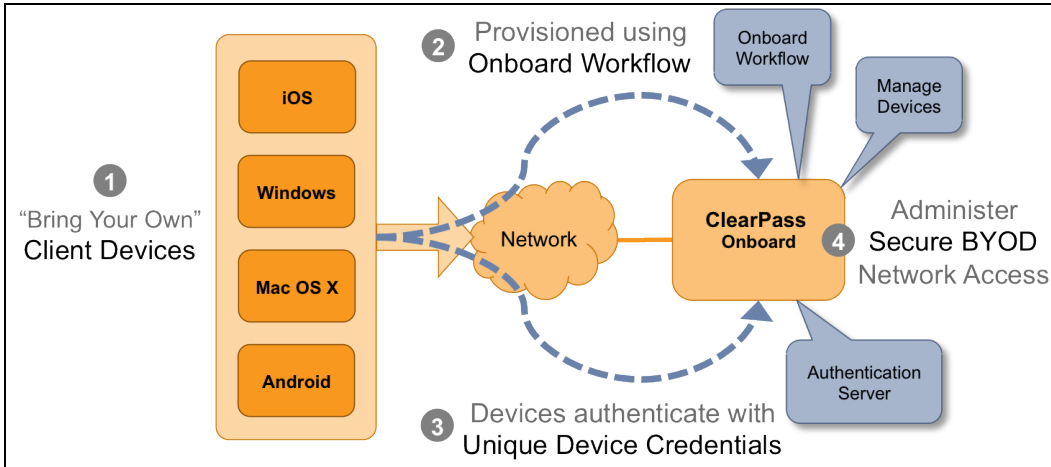 1
“Bring Your Own”
Client Devices
iOS
Windows
Mac OS X
Android
2
Provisioned using
Onboard Workflow
Network
3
Devices authenticate with
Unique Device Credentials
Onboard
Workflow
Manage
Devices
ClearPass
Onboard
4
Administer
Secure BYOD
Network Access
Authentication
Server